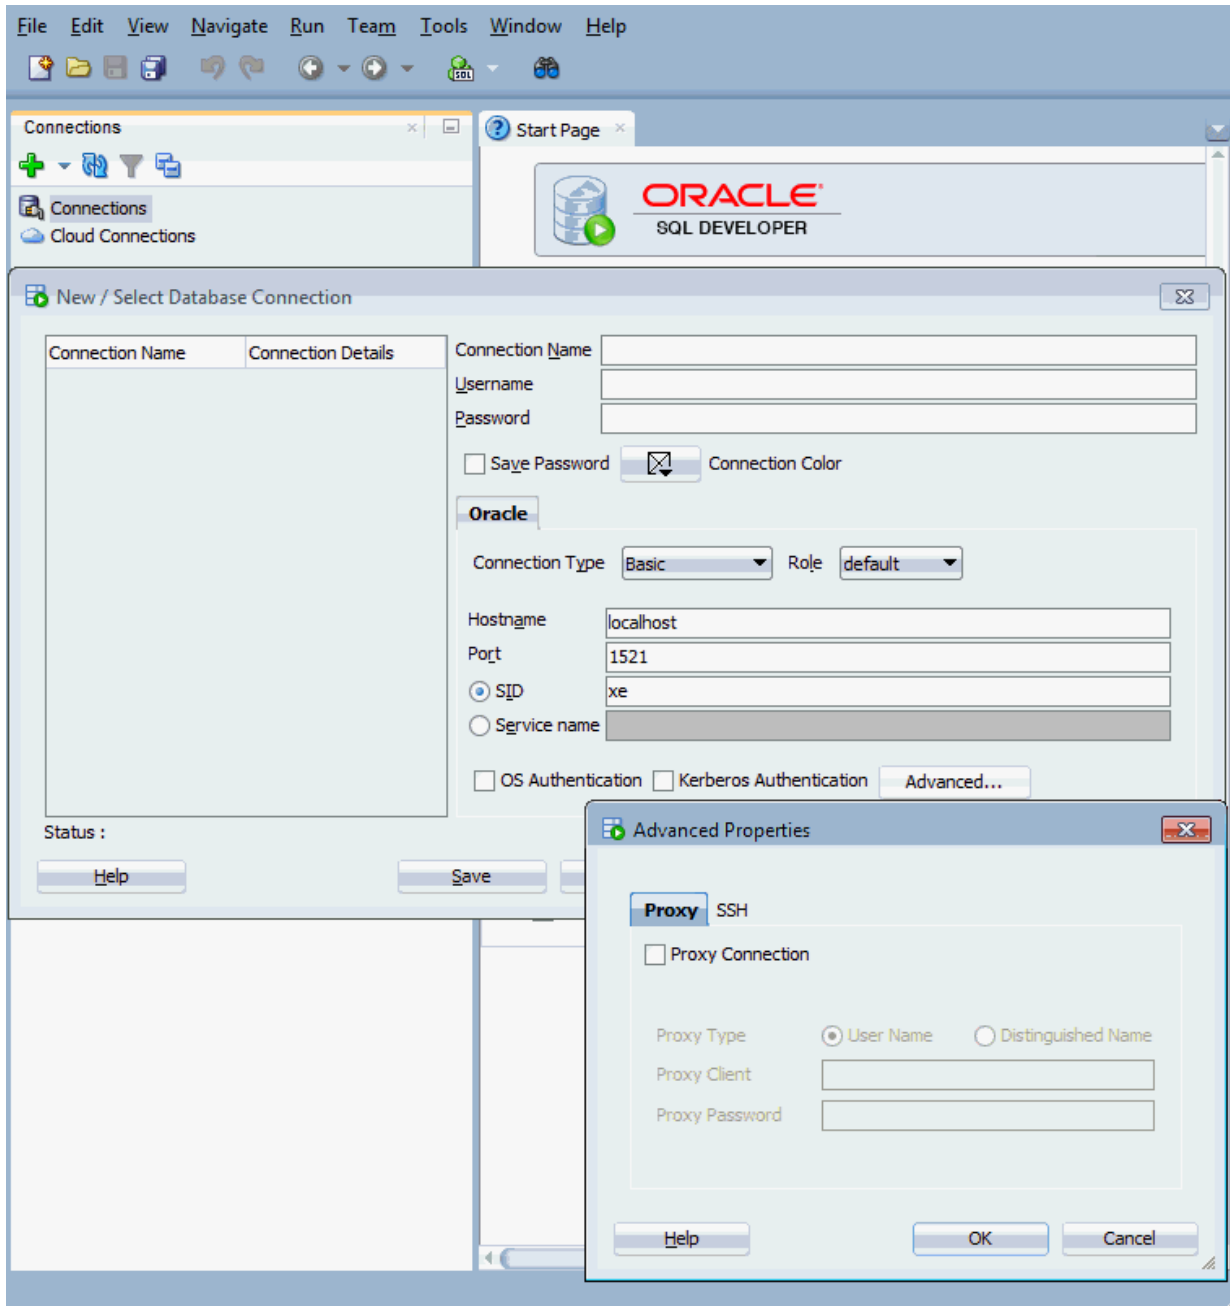 File Edit View Navigate Run Team Tools Window Help
SQL
Connections
Start Page
Connections
Cloud Connections
ORACLE
SQL DEVELOPER
New / Select Database Connection
Connection Name Connection Details
Connection Name
Username
Password
Save Password Connection Color
Oracle
Connection Type Basic Role default
Hostname localhost
Port 1521
SID xe
Service name
OS Authentication Kerberos Authentication Advanced...
Status :
Help Save
Advanced Properties
Proxy SSH
Proxy Connection
Proxy Type User Name Distinguished Name
Proxy Client
Proxy Password
Help OK Cancel